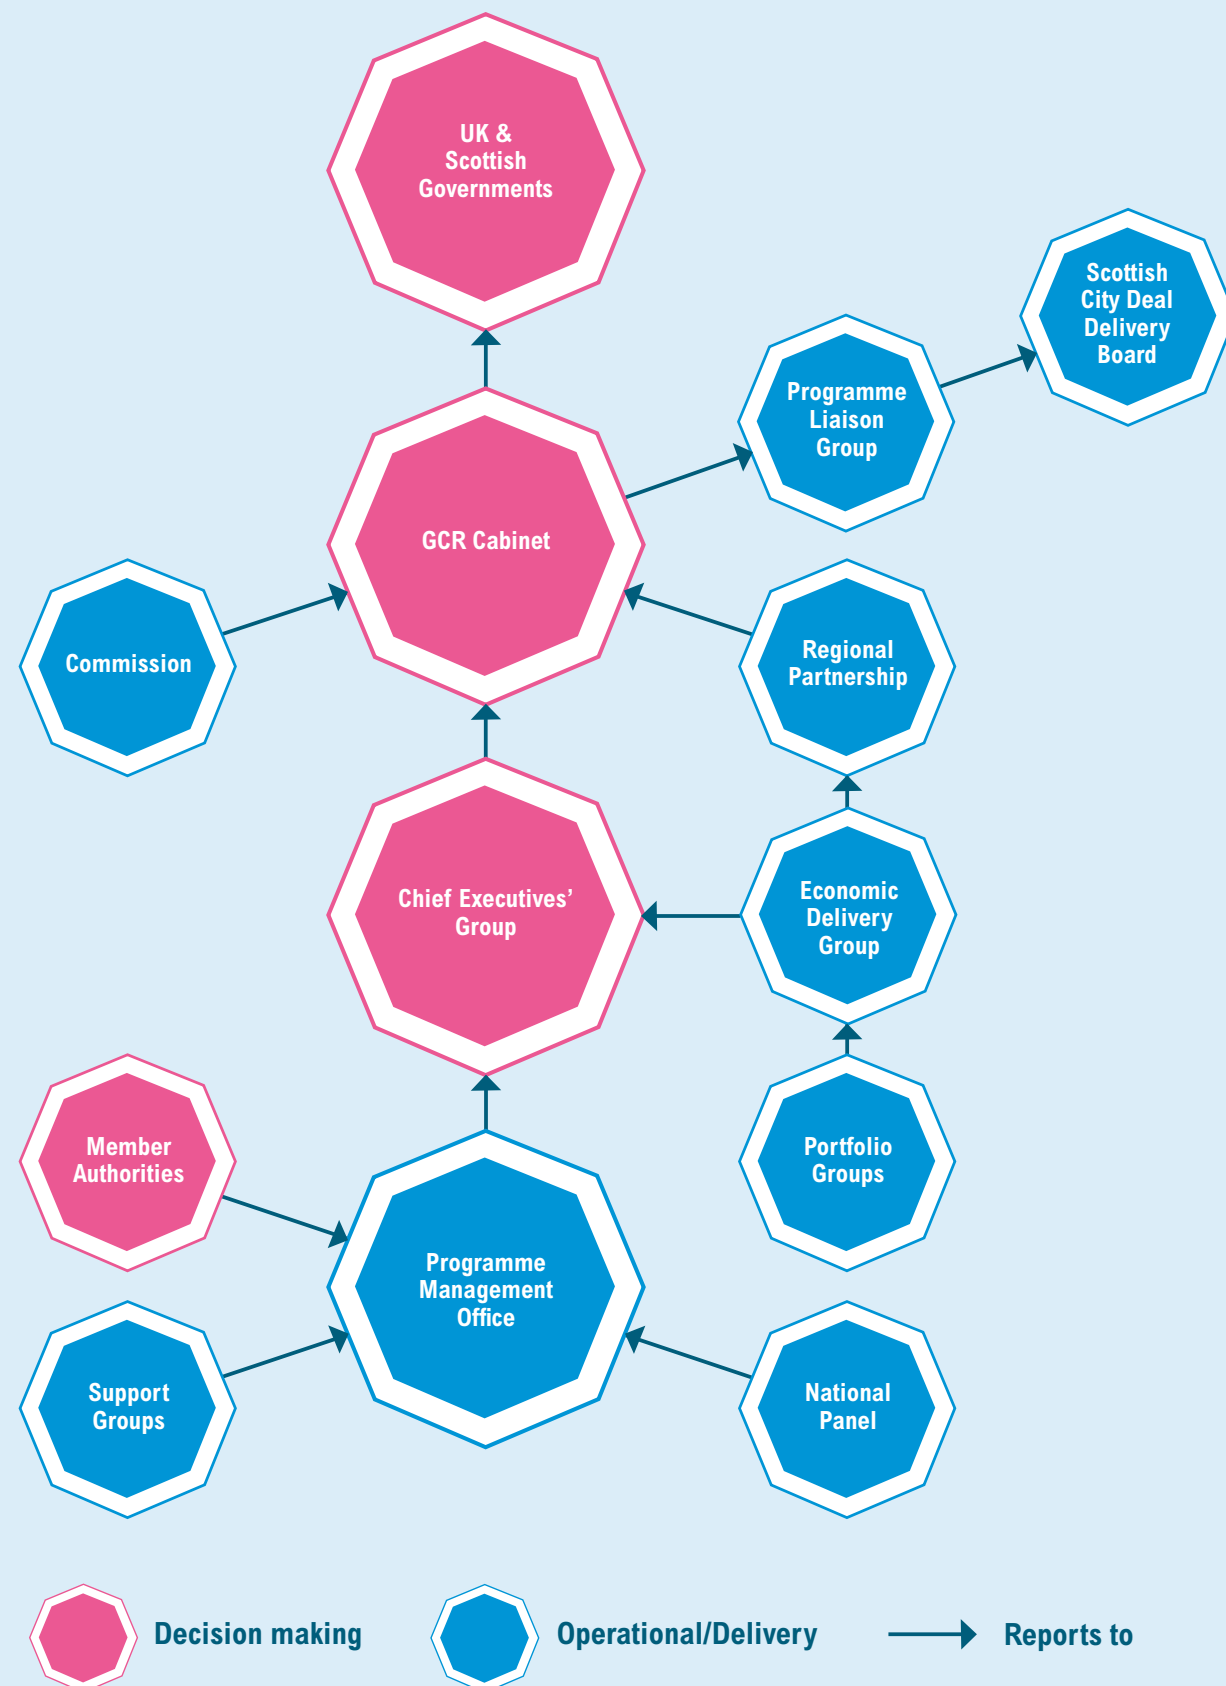 UK &
Scottish
Governments
Scottish
City Deal
Delivery
Board
Programme
Liaison
Group
GCR Cabinet
Commission
Regional
Partnership
Chief Executives’
Group
Economic
Delivery
Group
Member
Authorities
Portfolio
Groups
Programme
Management
Office
Support
Groups
National
Panel
Decision making
Operational/Delivery
Reports to